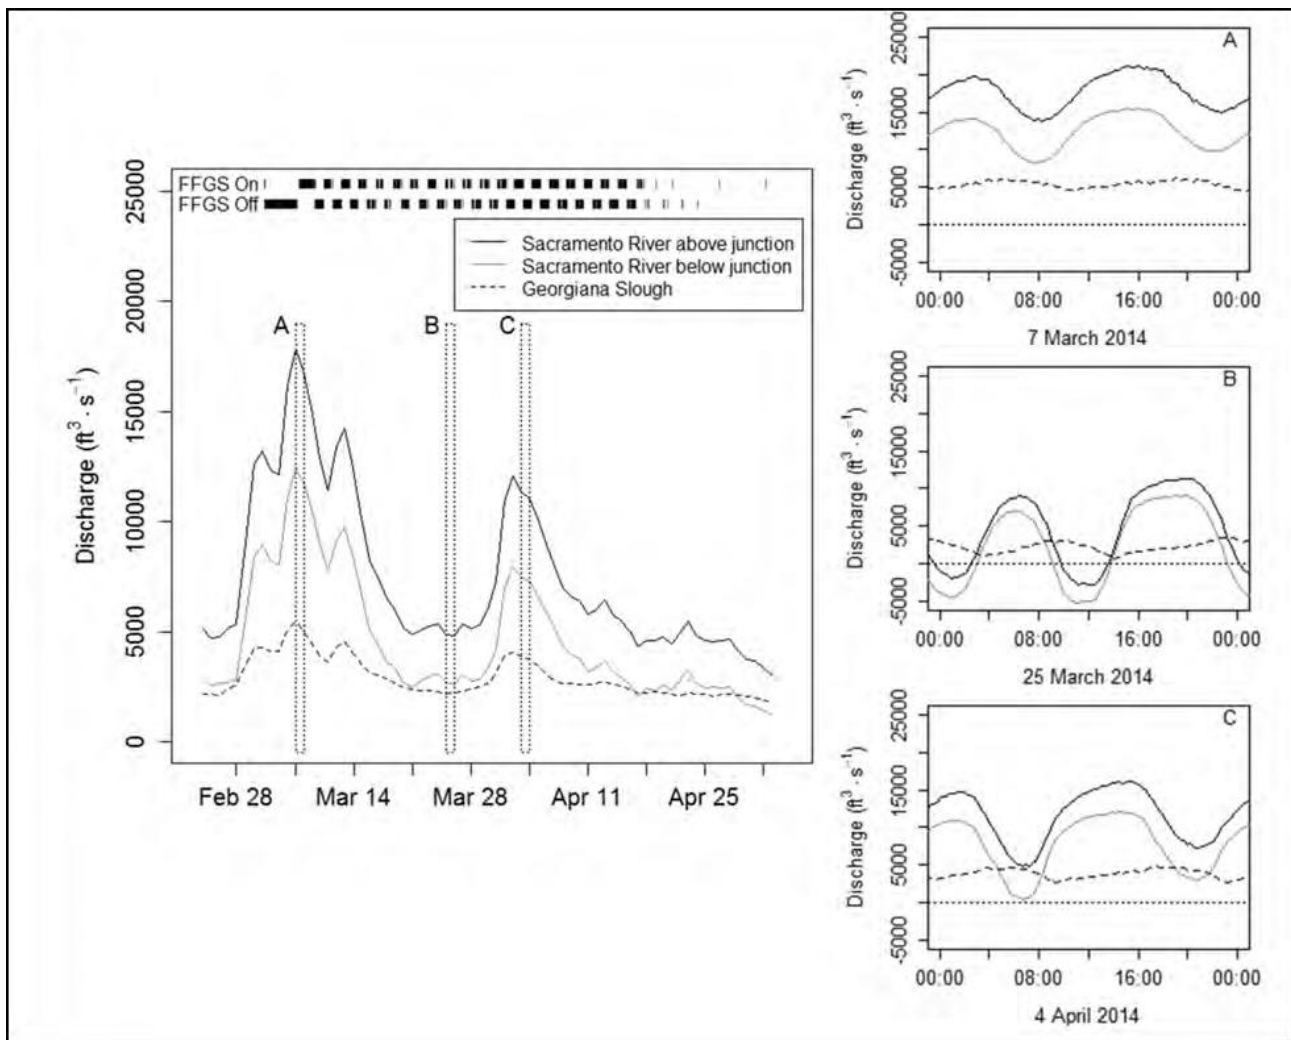 FFGS On
FFGS Off
Sacramento River above junction
Sacramento River below junction
Georgiana Slough
A
B
C
Discharge (ft³ · s⁻¹)
25000
20000
15000
10000
5000
0
Feb 28
Mar 14
Mar 28
Apr 11
Apr 25
A
Discharge (ft³ · s⁻¹)
25000
15000
5000
-5000
00:00
08:00
16:00
00:00
7 March 2014
B
Discharge (ft³ · s⁻¹)
25000
15000
5000
-5000
00:00
08:00
16:00
00:00
25 March 2014
C
Discharge (ft³ · s⁻¹)
25000
15000
5000
-5000
00:00
08:00
16:00
00:00
4 April 2014